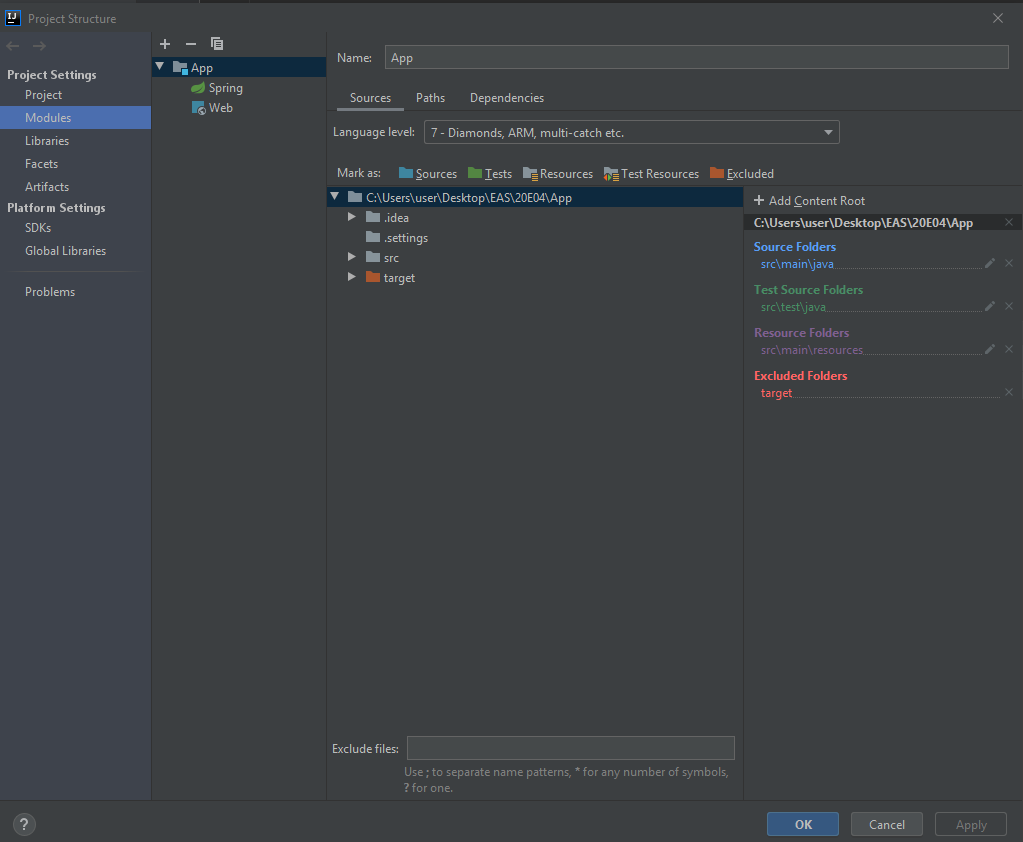 Project Structure
Project Settings
Project
Modules
Libraries
Facets
Artifacts
Platform Settings
SDKs
Global Libraries
Problems
App
Spring
Web
Name: App
Sources Paths Dependencies
Language level: 7 - Diamonds, ARM, multi-catch etc.
Mark as: Sources Tests Resources Test Resources Excluded
C:\Users\user\Desktop\EAS\20E04\App
.idea
.settings
src
target
Add Content Root
C:\Users\user\Desktop\EAS\20E04\App
Source Folders
src\main\java
Test Source Folders
src\test\java
Resource Folders
src\main\resources
Excluded Folders
target
Exclude files:
Use ; to separate name patterns, * for any number of symbols,
? for one.
?
OK Cancel Apply